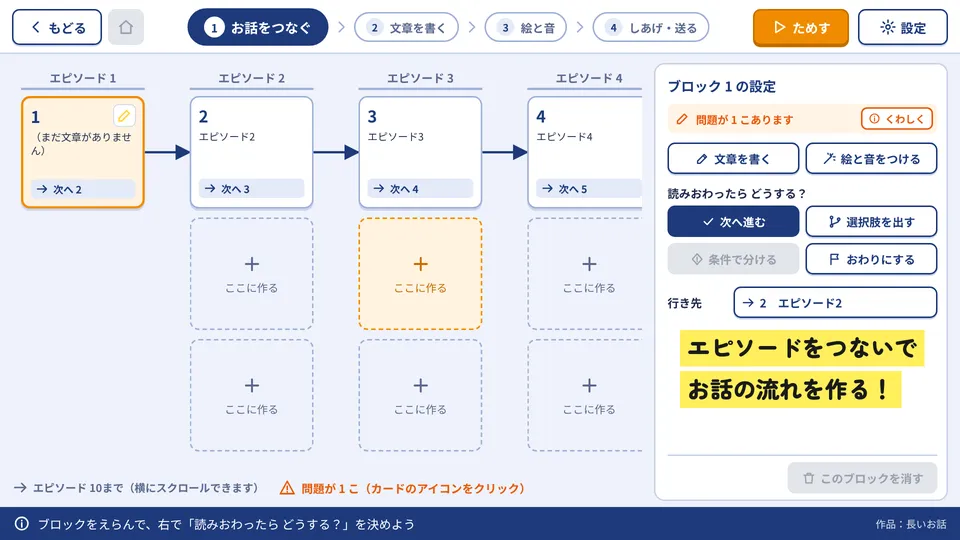 もどる
1 お話をつなぐ
2 文章を書く
3 絵と音
4 しあげ・送る
ためす
設定
エピソード 1
エピソード 2
エピソード 3
エピソード 4
1
（まだ文章がありませ
ん）
次へ 2
2
エピソード2
次へ 3
3
エピソード3
次へ 4
4
エピソード4
次へ 5
ここに作る
ここに作る
ここに作る
ここに作る
ここに作る
ここに作る
エピソード 10まで（横にスクロールできます）
問題が 1 こ（カードのアイコンをクリック）
ブロック 1 の設定
問題が 1 こあります
くわしく
文章を書く
絵と音をつける
読みおわったら どうする？
次へ進む
選択肢を出す
条件で分ける
おわりにする
行き先
2 エピソード2
エピソードをつないで
お話の流れを作る！
このブロックを消す
ブロックをえらんで、右で「読みおわったら どうする？」を決めよう
作品：長いお話